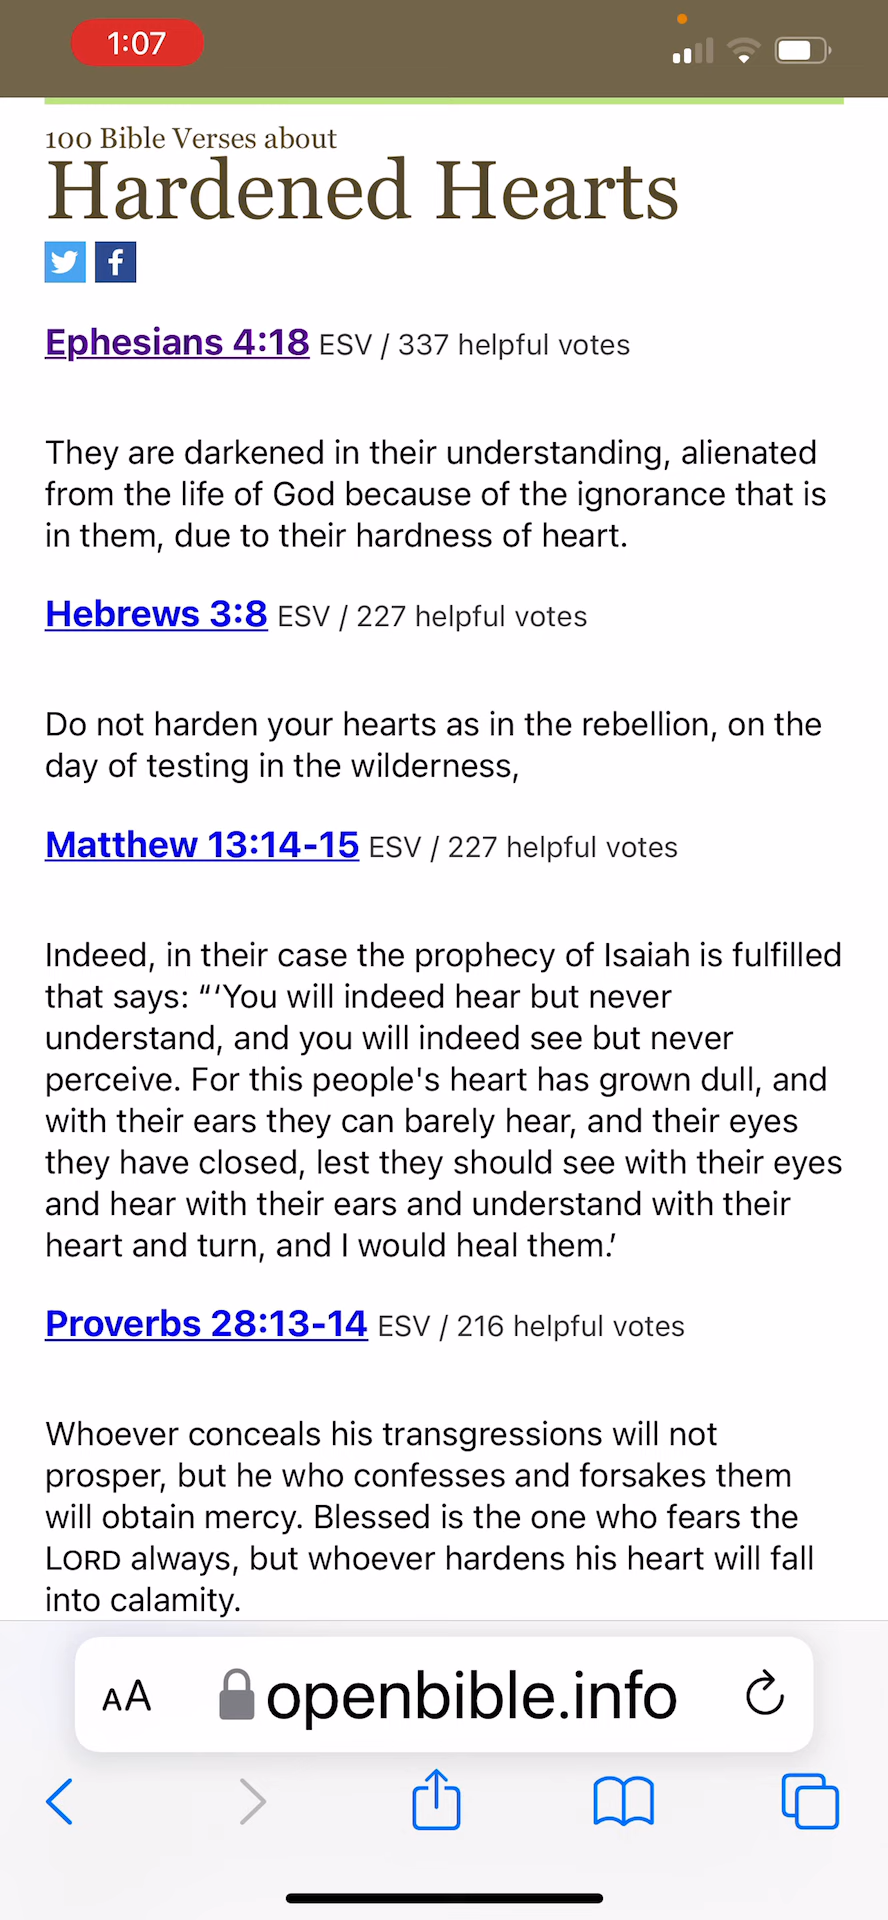 1:07
100 Bible Verses about
Hardened Hearts
Ephesians 4:18 ESV / 337 helpful votes
They are darkened in their understanding, alienated
from the life of God because of the ignorance that is
in them, due to their hardness of heart.
Hebrews 3:8 ESV / 227 helpful votes
Do not harden your hearts as in the rebellion, on the
day of testing in the wilderness,
Matthew 13:14-15 ESV / 227 helpful votes
Indeed, in their case the prophecy of Isaiah is fulfilled
that says: “‘You will indeed hear but never
understand, and you will indeed see but never
perceive. For this people's heart has grown dull, and
with their ears they can barely hear, and their eyes
they have closed, lest they should see with their eyes
and hear with their ears and understand with their
heart and turn, and I would heal them.’
Proverbs 28:13-14 ESV / 216 helpful votes
Whoever conceals his transgressions will not
prosper, but he who confesses and forsakes them
will obtain mercy. Blessed is the one who fears the
LORD always, but whoever hardens his heart will fall
into calamity.
AA openbible.info